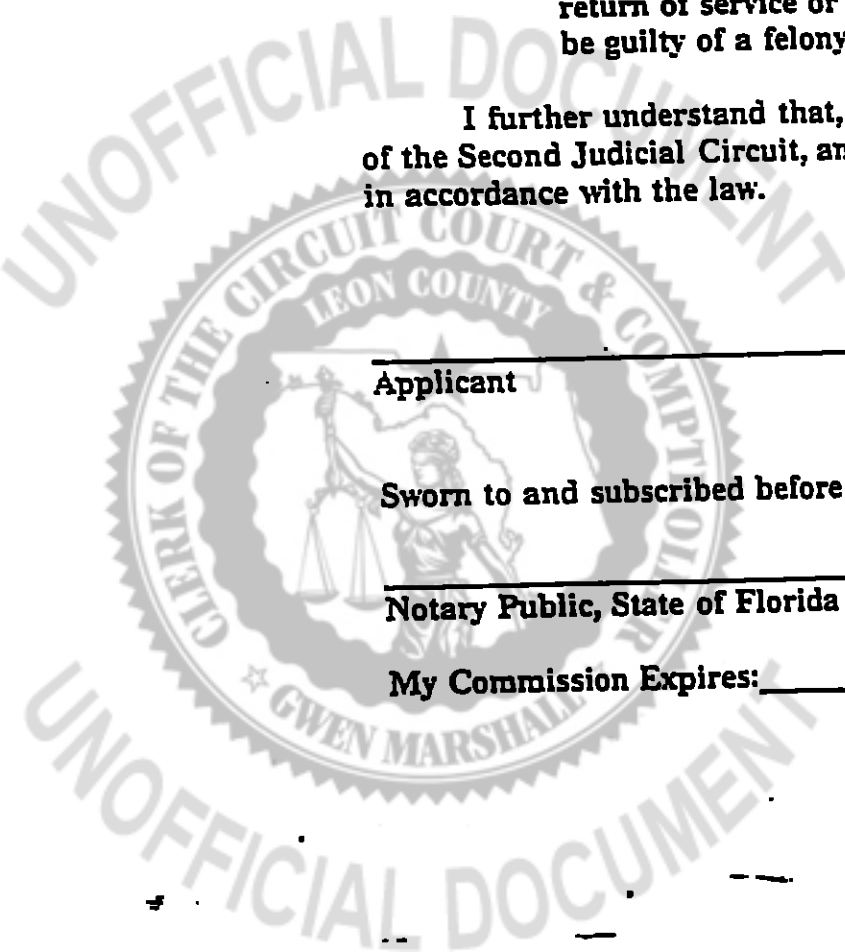 return of service or
be guilty of a felony
I further understand that,
of the Second Judicial Circuit, an
in accordance with the law.
Applicant
Sworn to and subscribed before
Notary Public, State of Florida
My Commission Expires:
UNOFFICIAL DOCUMENT
CLERK OF THE CIRCUIT COURT & COMPTROLLER
LEON COUNTY
GWEN MARSHALL
UNOFFICIAL DOCUMENT